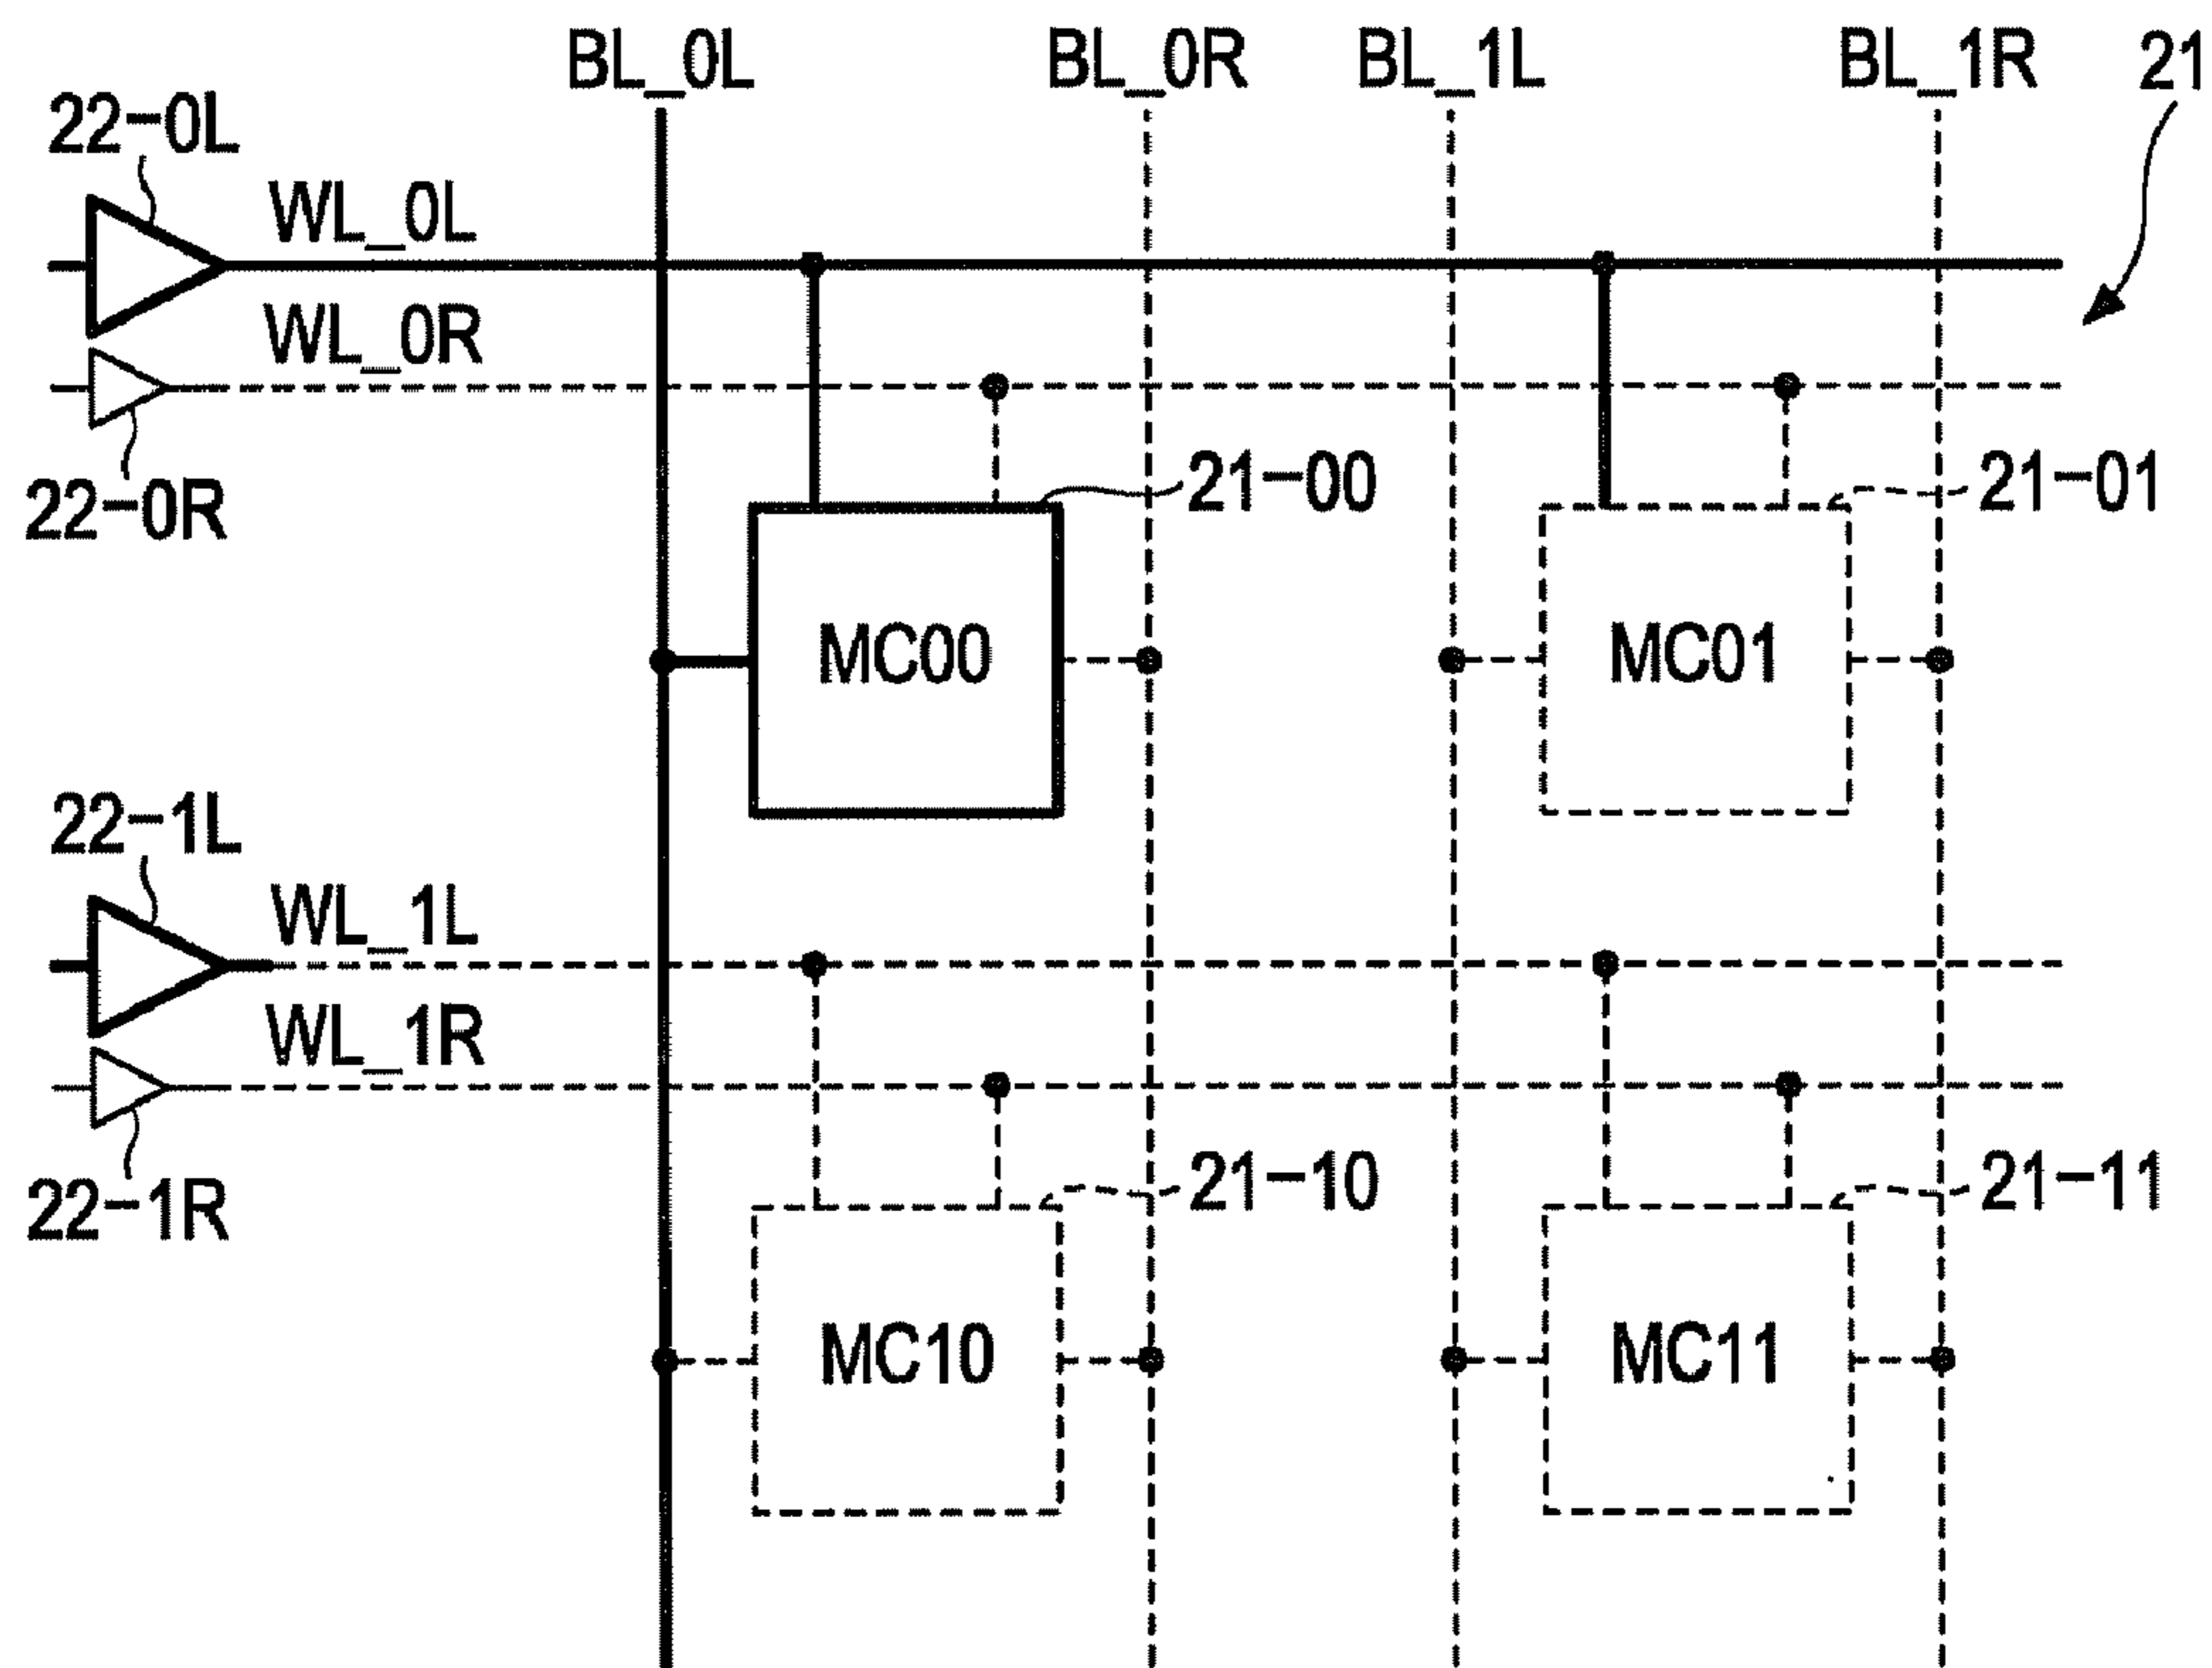 BL_0L
BL_0R
BL_1L
BL_1R
21
22-0L
WL_0L
WL_0R
22-0R
21-00
21-01
MC00
MC01
22-1L
WL_1L
WL_1R
22-1R
21-10
21-11
MC10
MC11